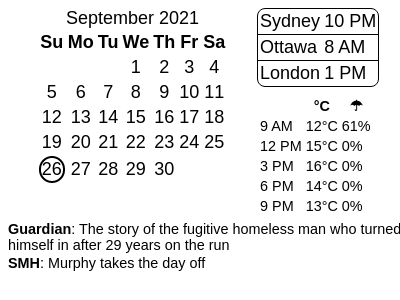 September 2021
Su Mo Tu We Th Fr Sa
1 2 3 4
5 6 7 8 9 10 11
12 13 14 15 16 17 18
19 20 21 22 23 24 25
26 27 28 29 30
Sydney 10 PM
Ottawa 8 AM
London 1 PM
°C ☂
9 AM 12°C 61%
12 PM 15°C 0%
3 PM 16°C 0%
6 PM 14°C 0%
9 PM 13°C 0%
Guardian: The story of the fugitive homeless man who turned
himself in after 29 years on the run
SMH: Murphy takes the day off